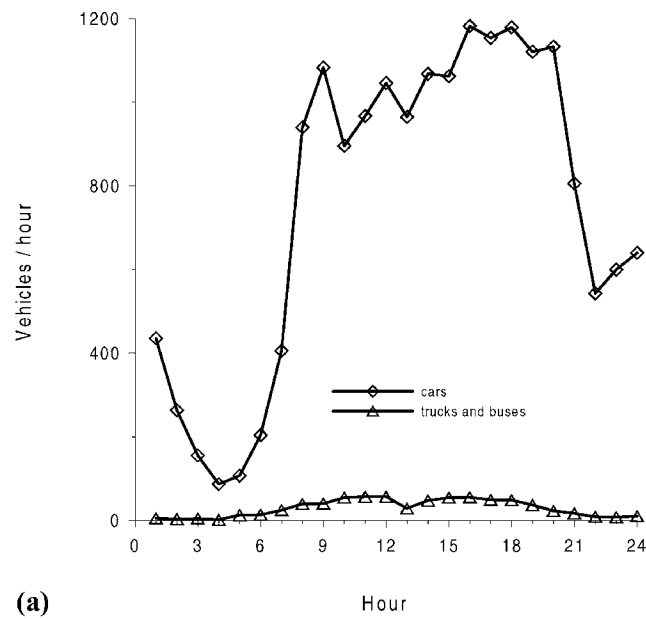 1200
800
400
0
Vehicles / hour
cars
trucks and buses
0 3 6 9 12 15 18 21 24
Hour
(a)